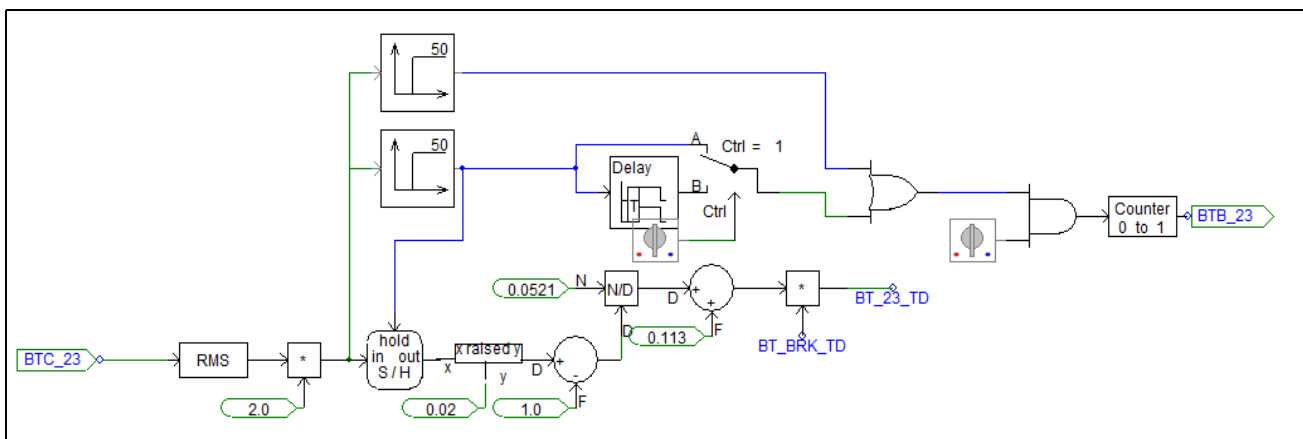 50
50
A
Ctrl = 1
Delay
T
B
Ctrl
Counter
0 to 1
BTB_23
0.0521
N
N/D
D
+
+
*
BT_23_TD
D
0.113
F
BT_BRK_TD
BTC_23
RMS
*
hold
in out
S / H
x raised y
x
y
D
+
-
2.0
0.02
1.0
F